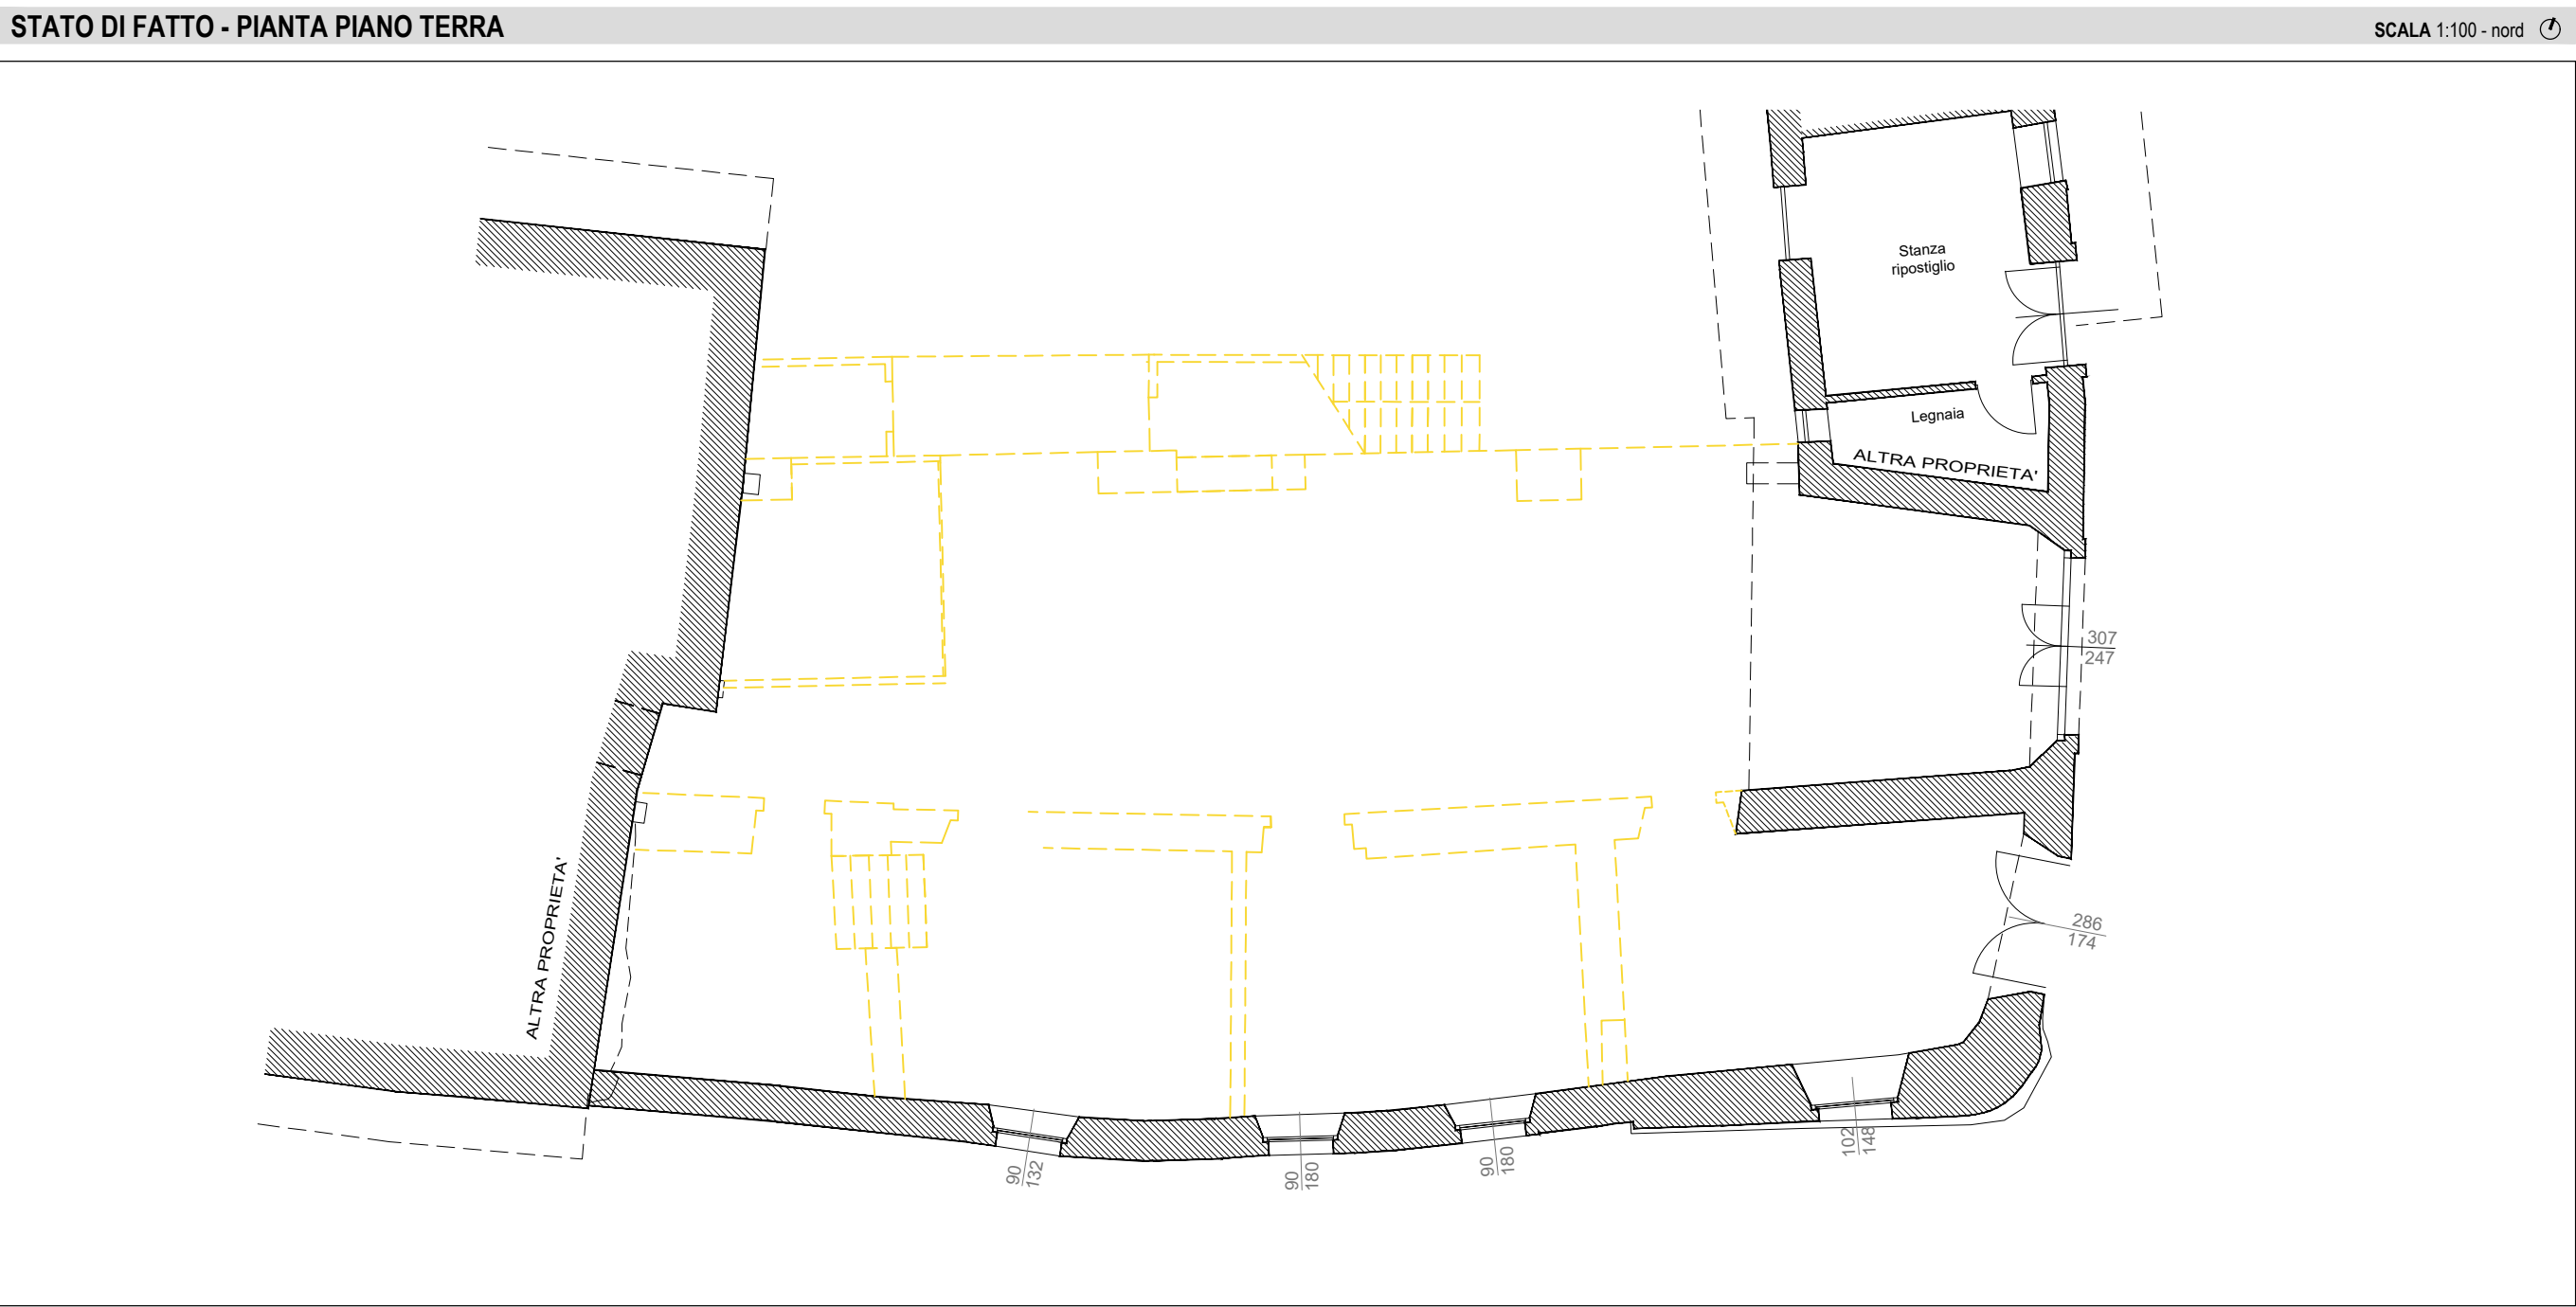 STATO DI FATTO - PIANTA PIANO TERRA
SCALA 1:100 - nord
Stanza
ripostiglio
Legnaia
ALTRA PROPRIETA'
307
247
ALTRA PROPRIETA'
286
174
90
132
90
180
90
180
102
148